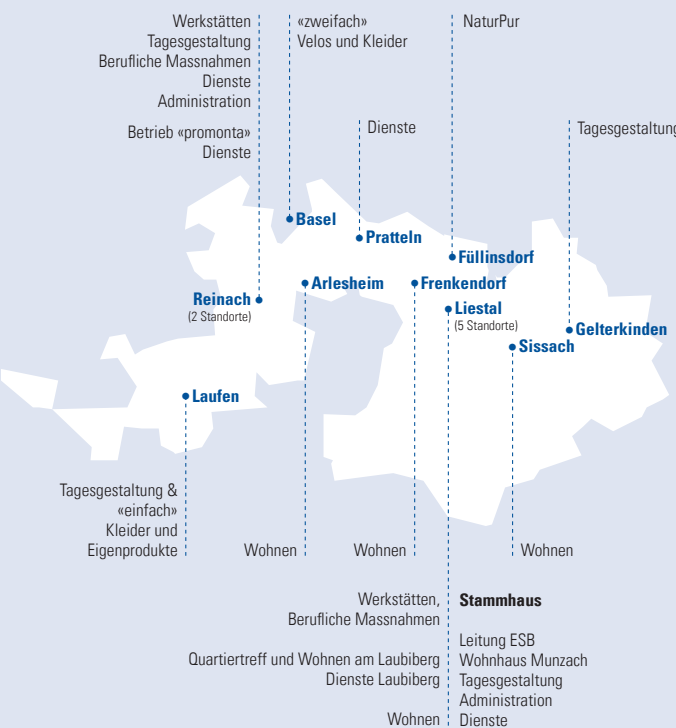 Werkstätten
Tagesgestaltung
Berufliche Massnahmen
Dienste
Administration
Betrieb «promonta»
Dienste
«zweifach»
Velos und Kleider
Dienste
NaturPur
Tagesgestaltung
Basel
Pratteln
Füllinsdorf
Arlesheim
Frenkendorf
Reinach
(2 Standorte)
Liestal
(5 Standorte)
Gelterkinden
Sissach
Laufen
Tagesgestaltung &
«einfach»
Kleider und
Eigenprodukte
Wohnen
Wohnen
Wohnen
Werkstätten,
Berufliche Massnahmen
Quartiertreff und Wohnen am Laubiberg
Dienste Laubiberg
Wohnen
Stammhaus
Leitung ESB
Wohnhaus Munzach
Tagesgestaltung
Administration
Dienste